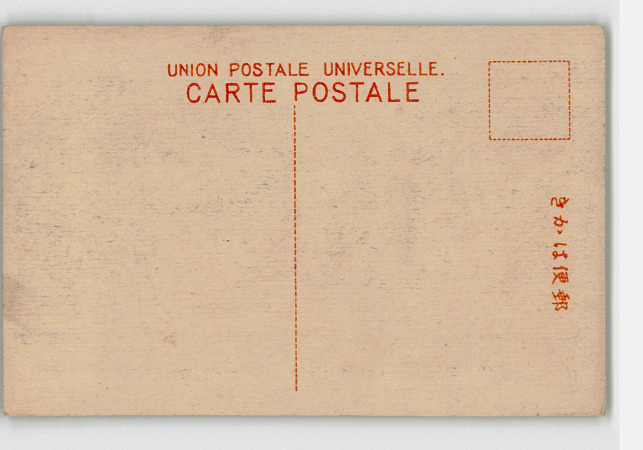 UNION POSTALE UNIVERSELLE.
CARTE POSTALE
郵便はかき